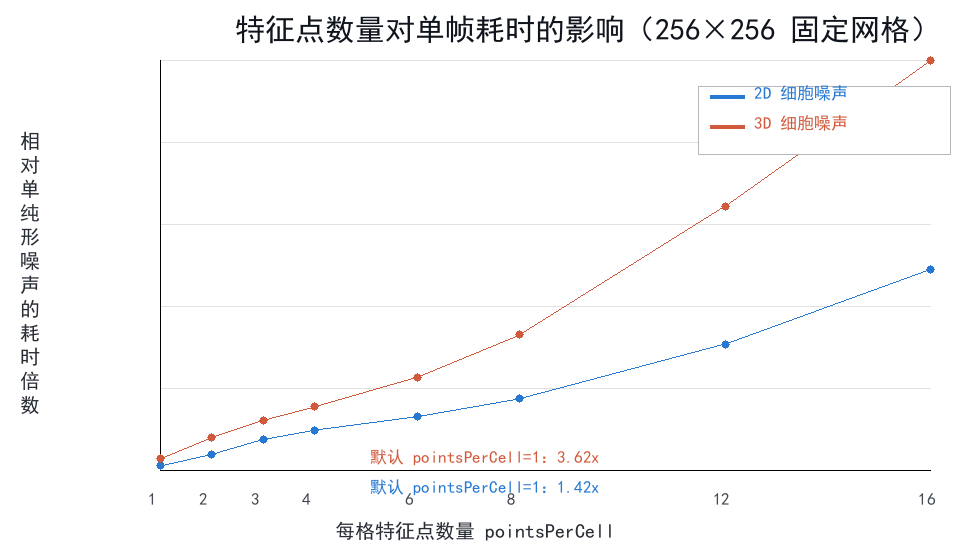 特征点数量对单帧耗时的影响（256×256 固定网格）
2D 细胞噪声
3D 细胞噪声
相对单纯形噪声的耗时倍数
默认 pointsPerCell=1：3.62x
默认 pointsPerCell=1：1.42x
1 2 3 4 6 8 12 16
每格特征点数量 pointsPerCell